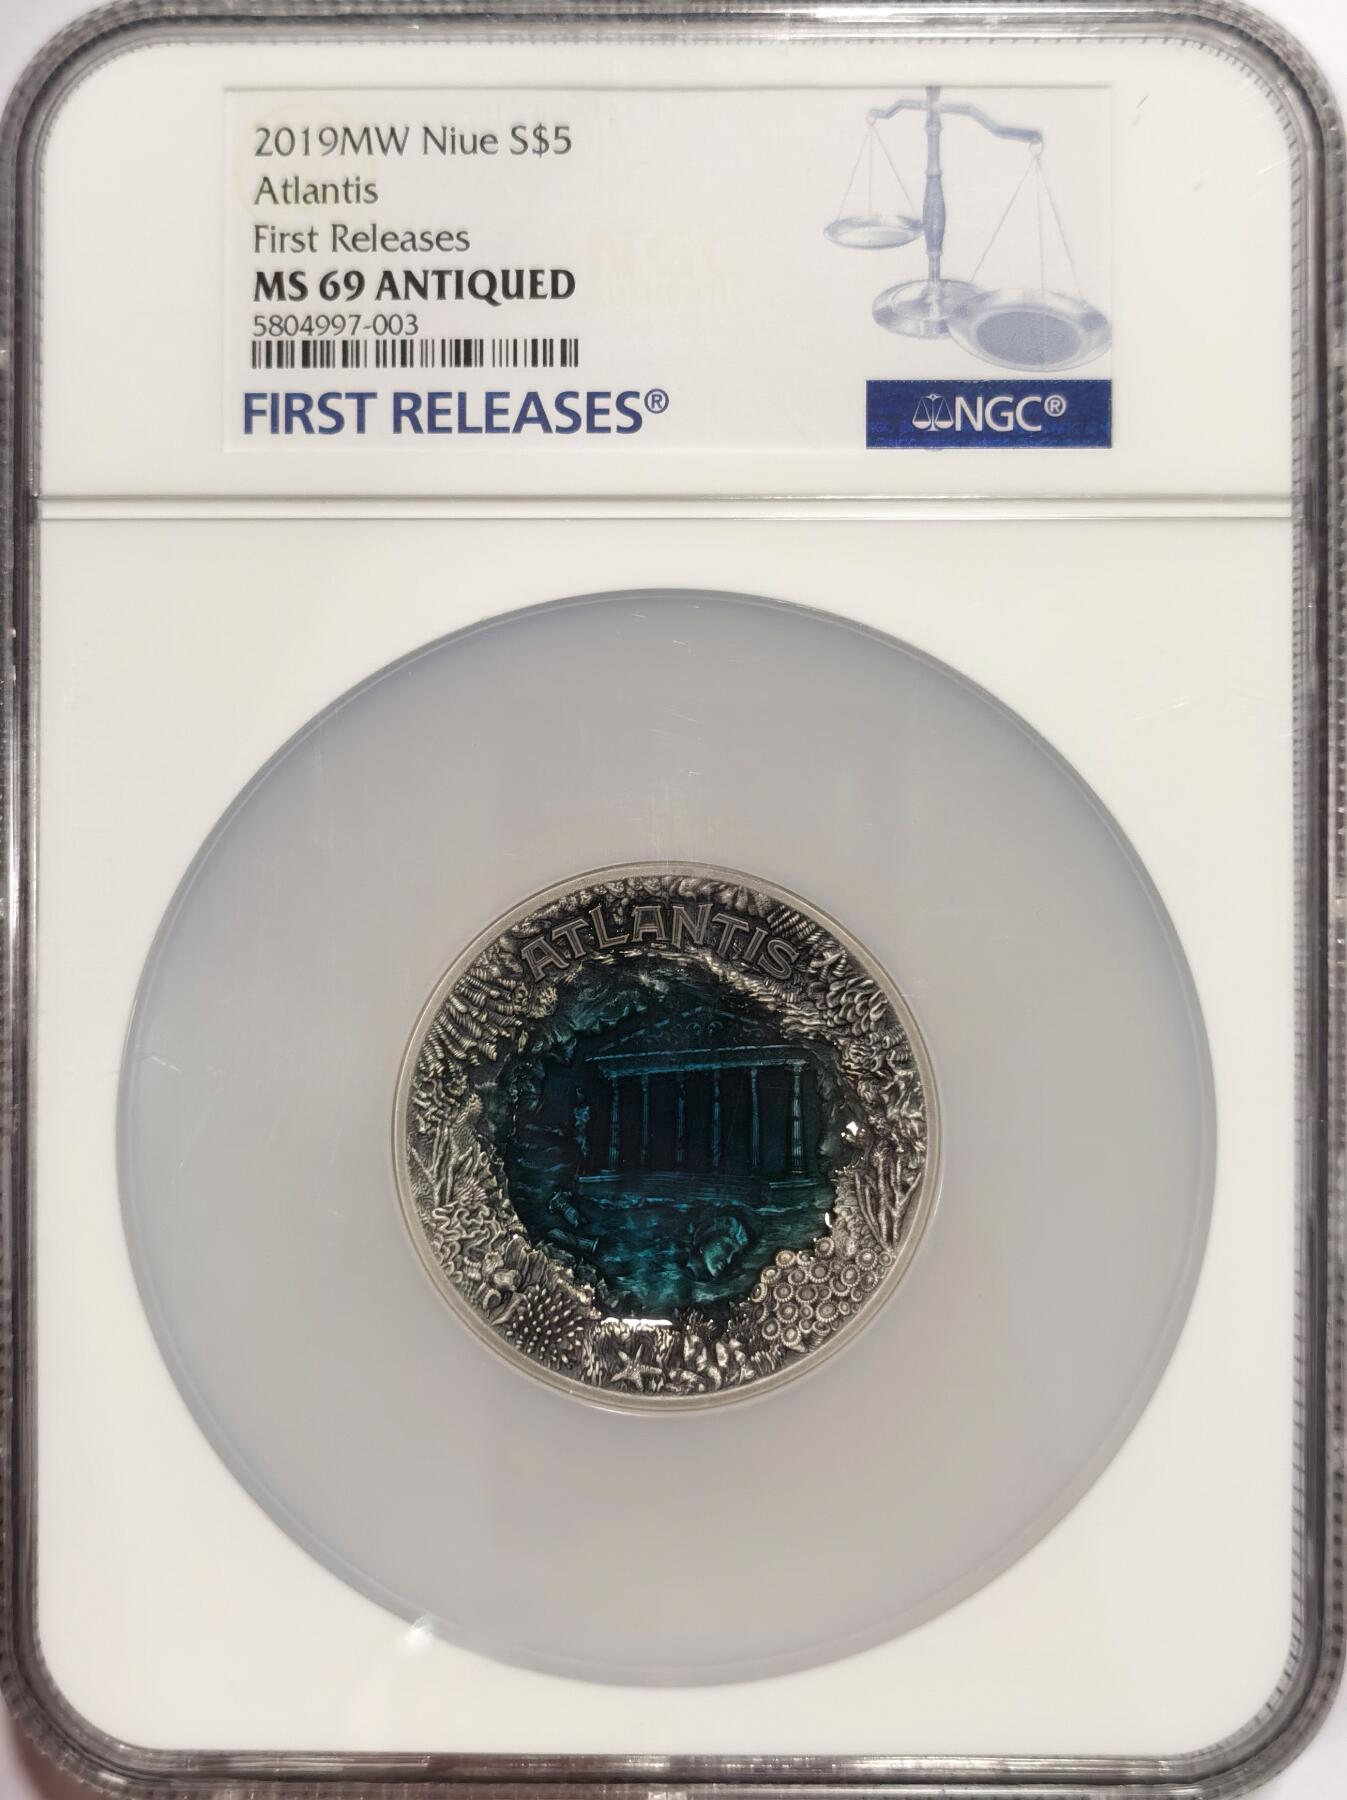 2019MW Niue S$5
Atlantis
First Releases
MS 69 ANTIQUED
5804997-003
FIRST RELEASES®
NGC®
ATLANTIS